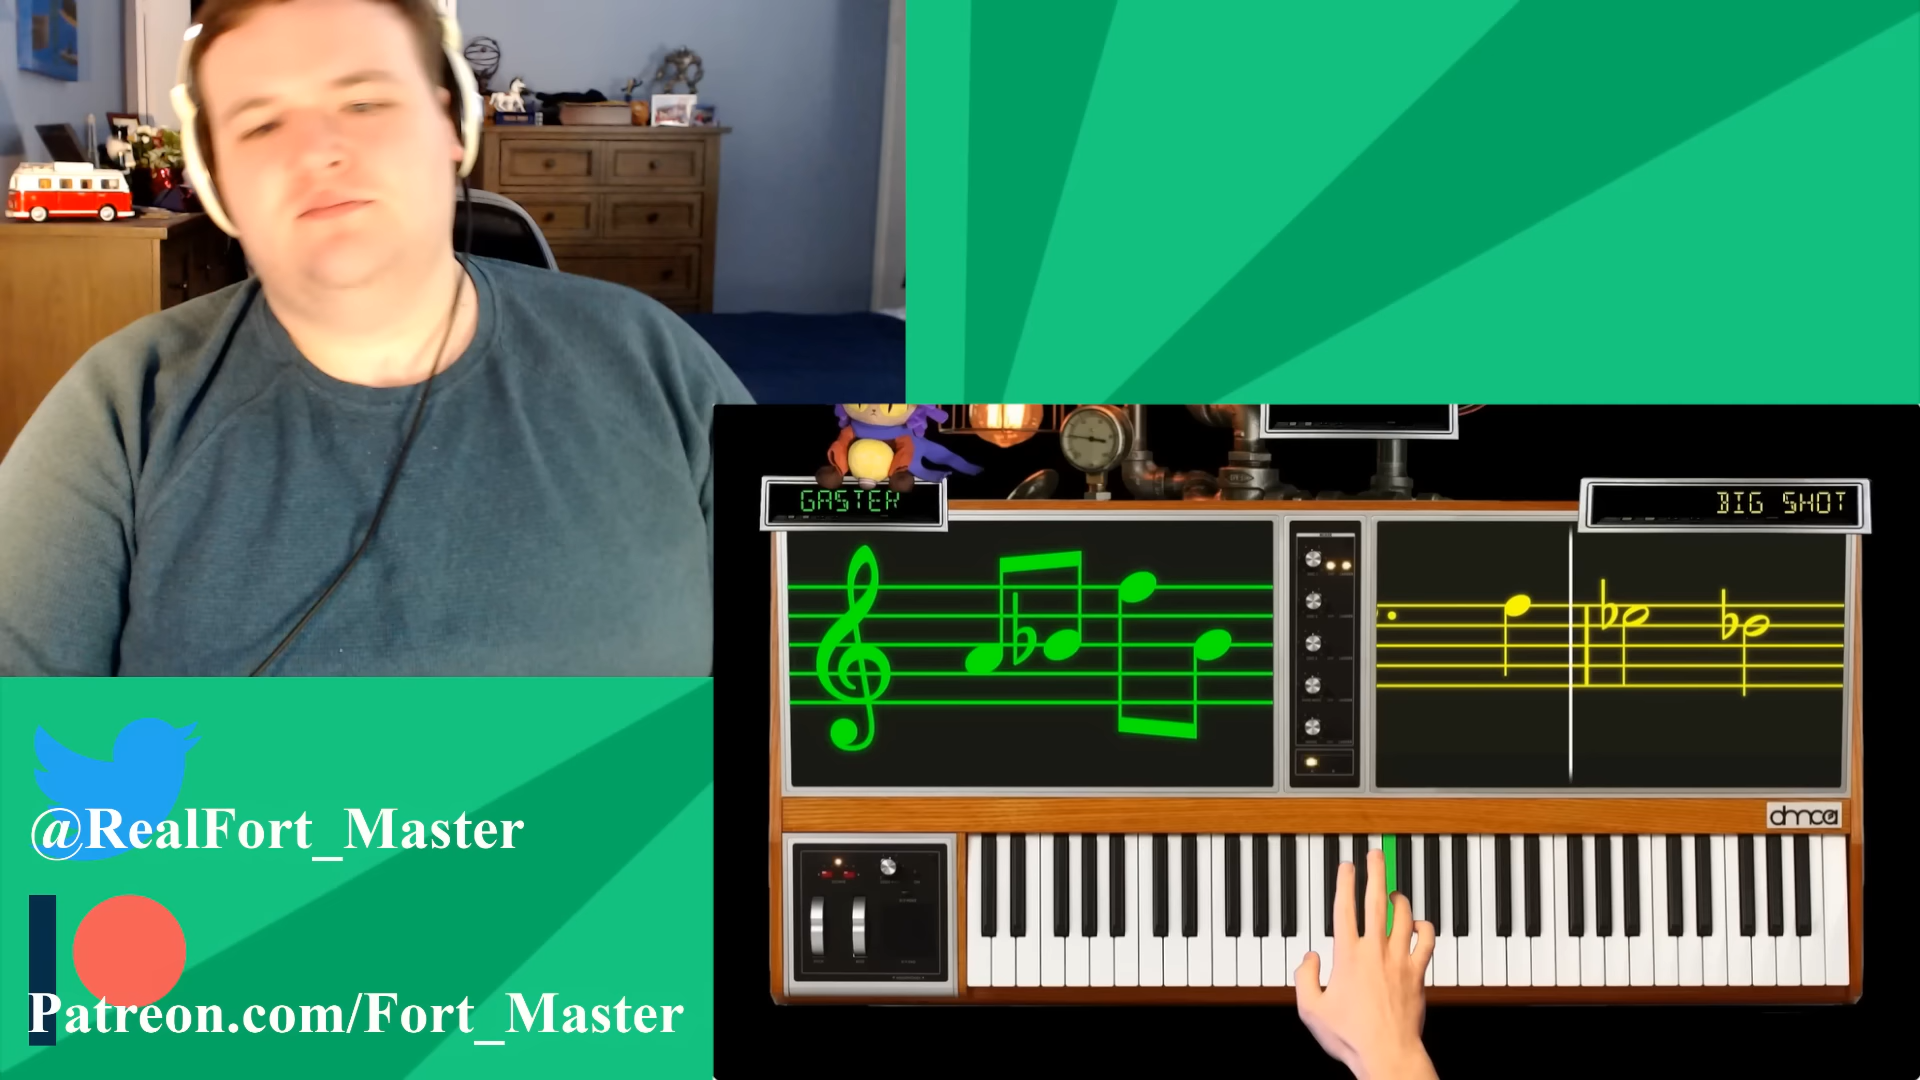 GASTER
BIG SHOT
dmca
@RealFort_Master
Patreon.com/Fort_Master